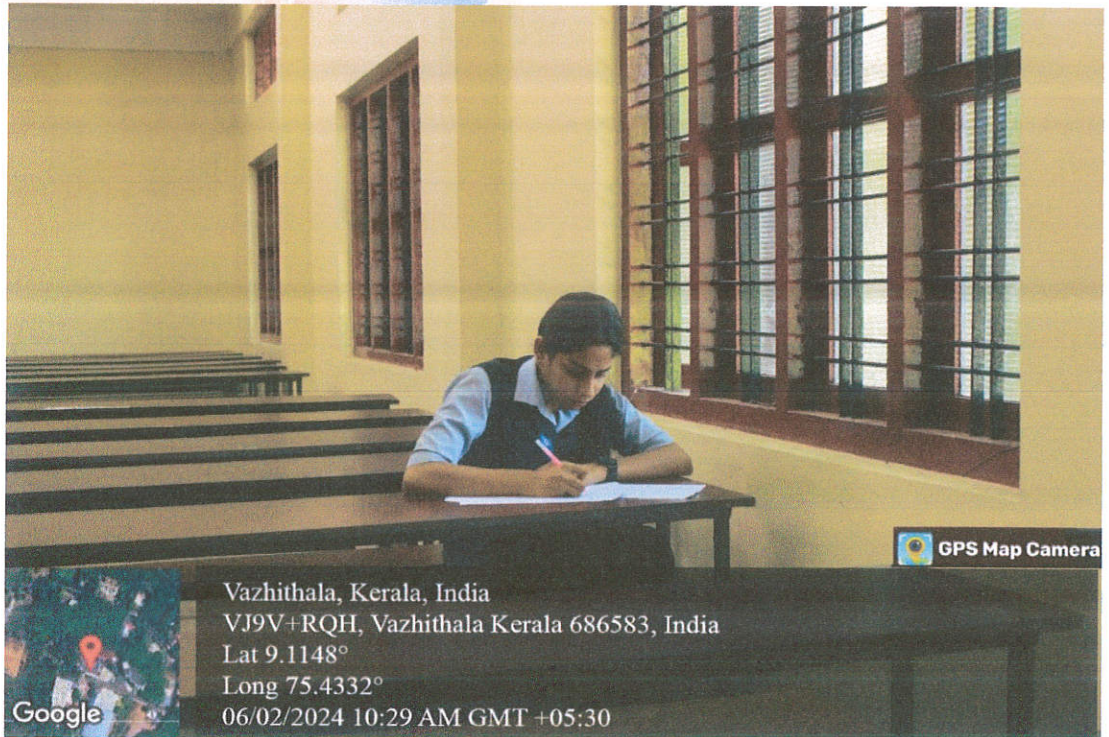 GPS Map Camera
Vazhithala, Kerala, India
VJ9V+RQH, Vazhithala Kerala 686583, India
Lat 9.1148°
Long 75.4332°
06/02/2024 10:29 AM GMT +05:30
Google